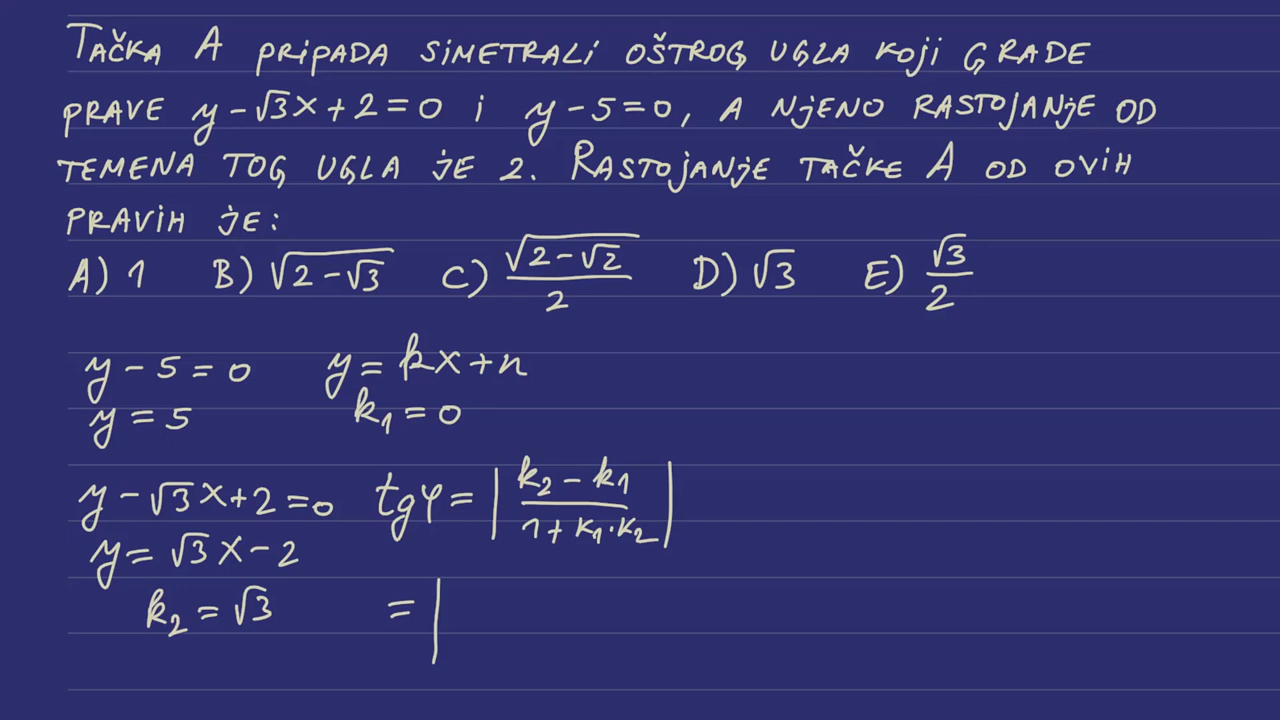 TAČKA A PRIPADA SIMETRALI OŠTROG UGLA KOJI GRADE
PRAVE y-√3x+2=0 i y-5=0, A NJENO RASTOJANJE OD
TEMENA TOG UGLA JE 2. RASTOJANJE TAČKE A OD OVIH
PRAVIH JE:
A) 1 B) √(2-√3) C) √(2-√2)/2 D) √3 E) √3/2
y-5=0 y=kx+n
y=5 k₁=0
y-√3x+2=0 tgφ=|(k₂-k₁)/(1+k₁·k₂)|
y=√3x-2
k₂=√3 =|